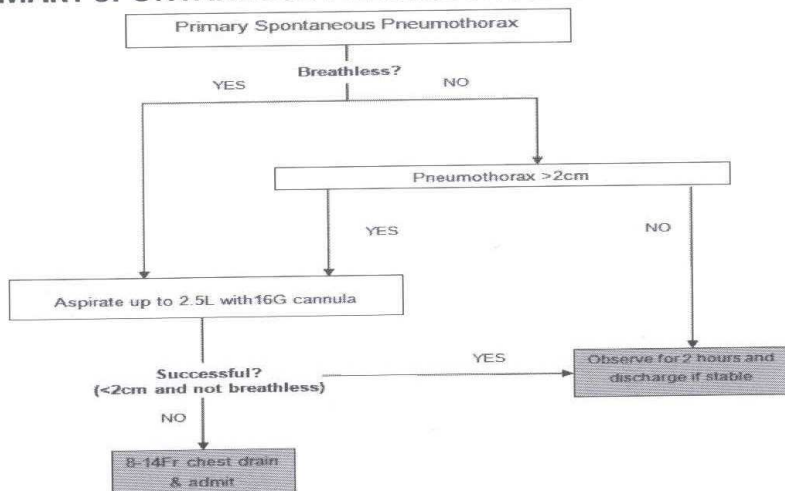 Primary Spontaneous Pneumothorax
Breathless?
YES
NO
Pneumothorax >2cm
YES
NO
Aspirate up to 2.5L with16G cannula
Successful?
(<2cm and not breathless)
YES
Observe for 2 hours and
discharge if stable
NO
8-14Fr chest drain
& admit